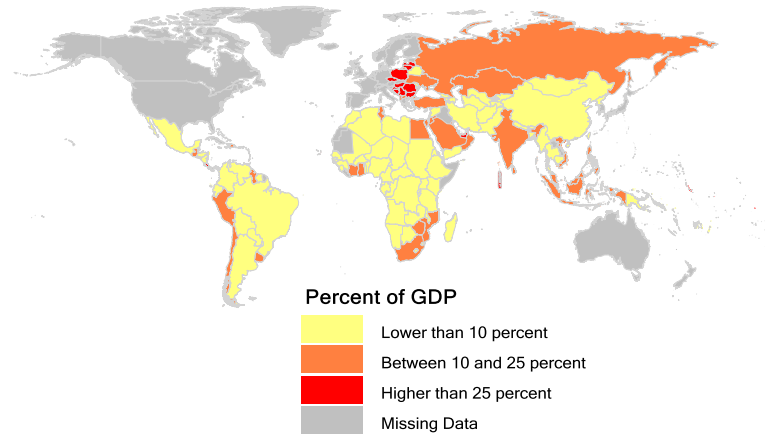 Percent of GDP
Lower than 10 percent
Between 10 and 25 percent
Higher than 25 percent
Missing Data